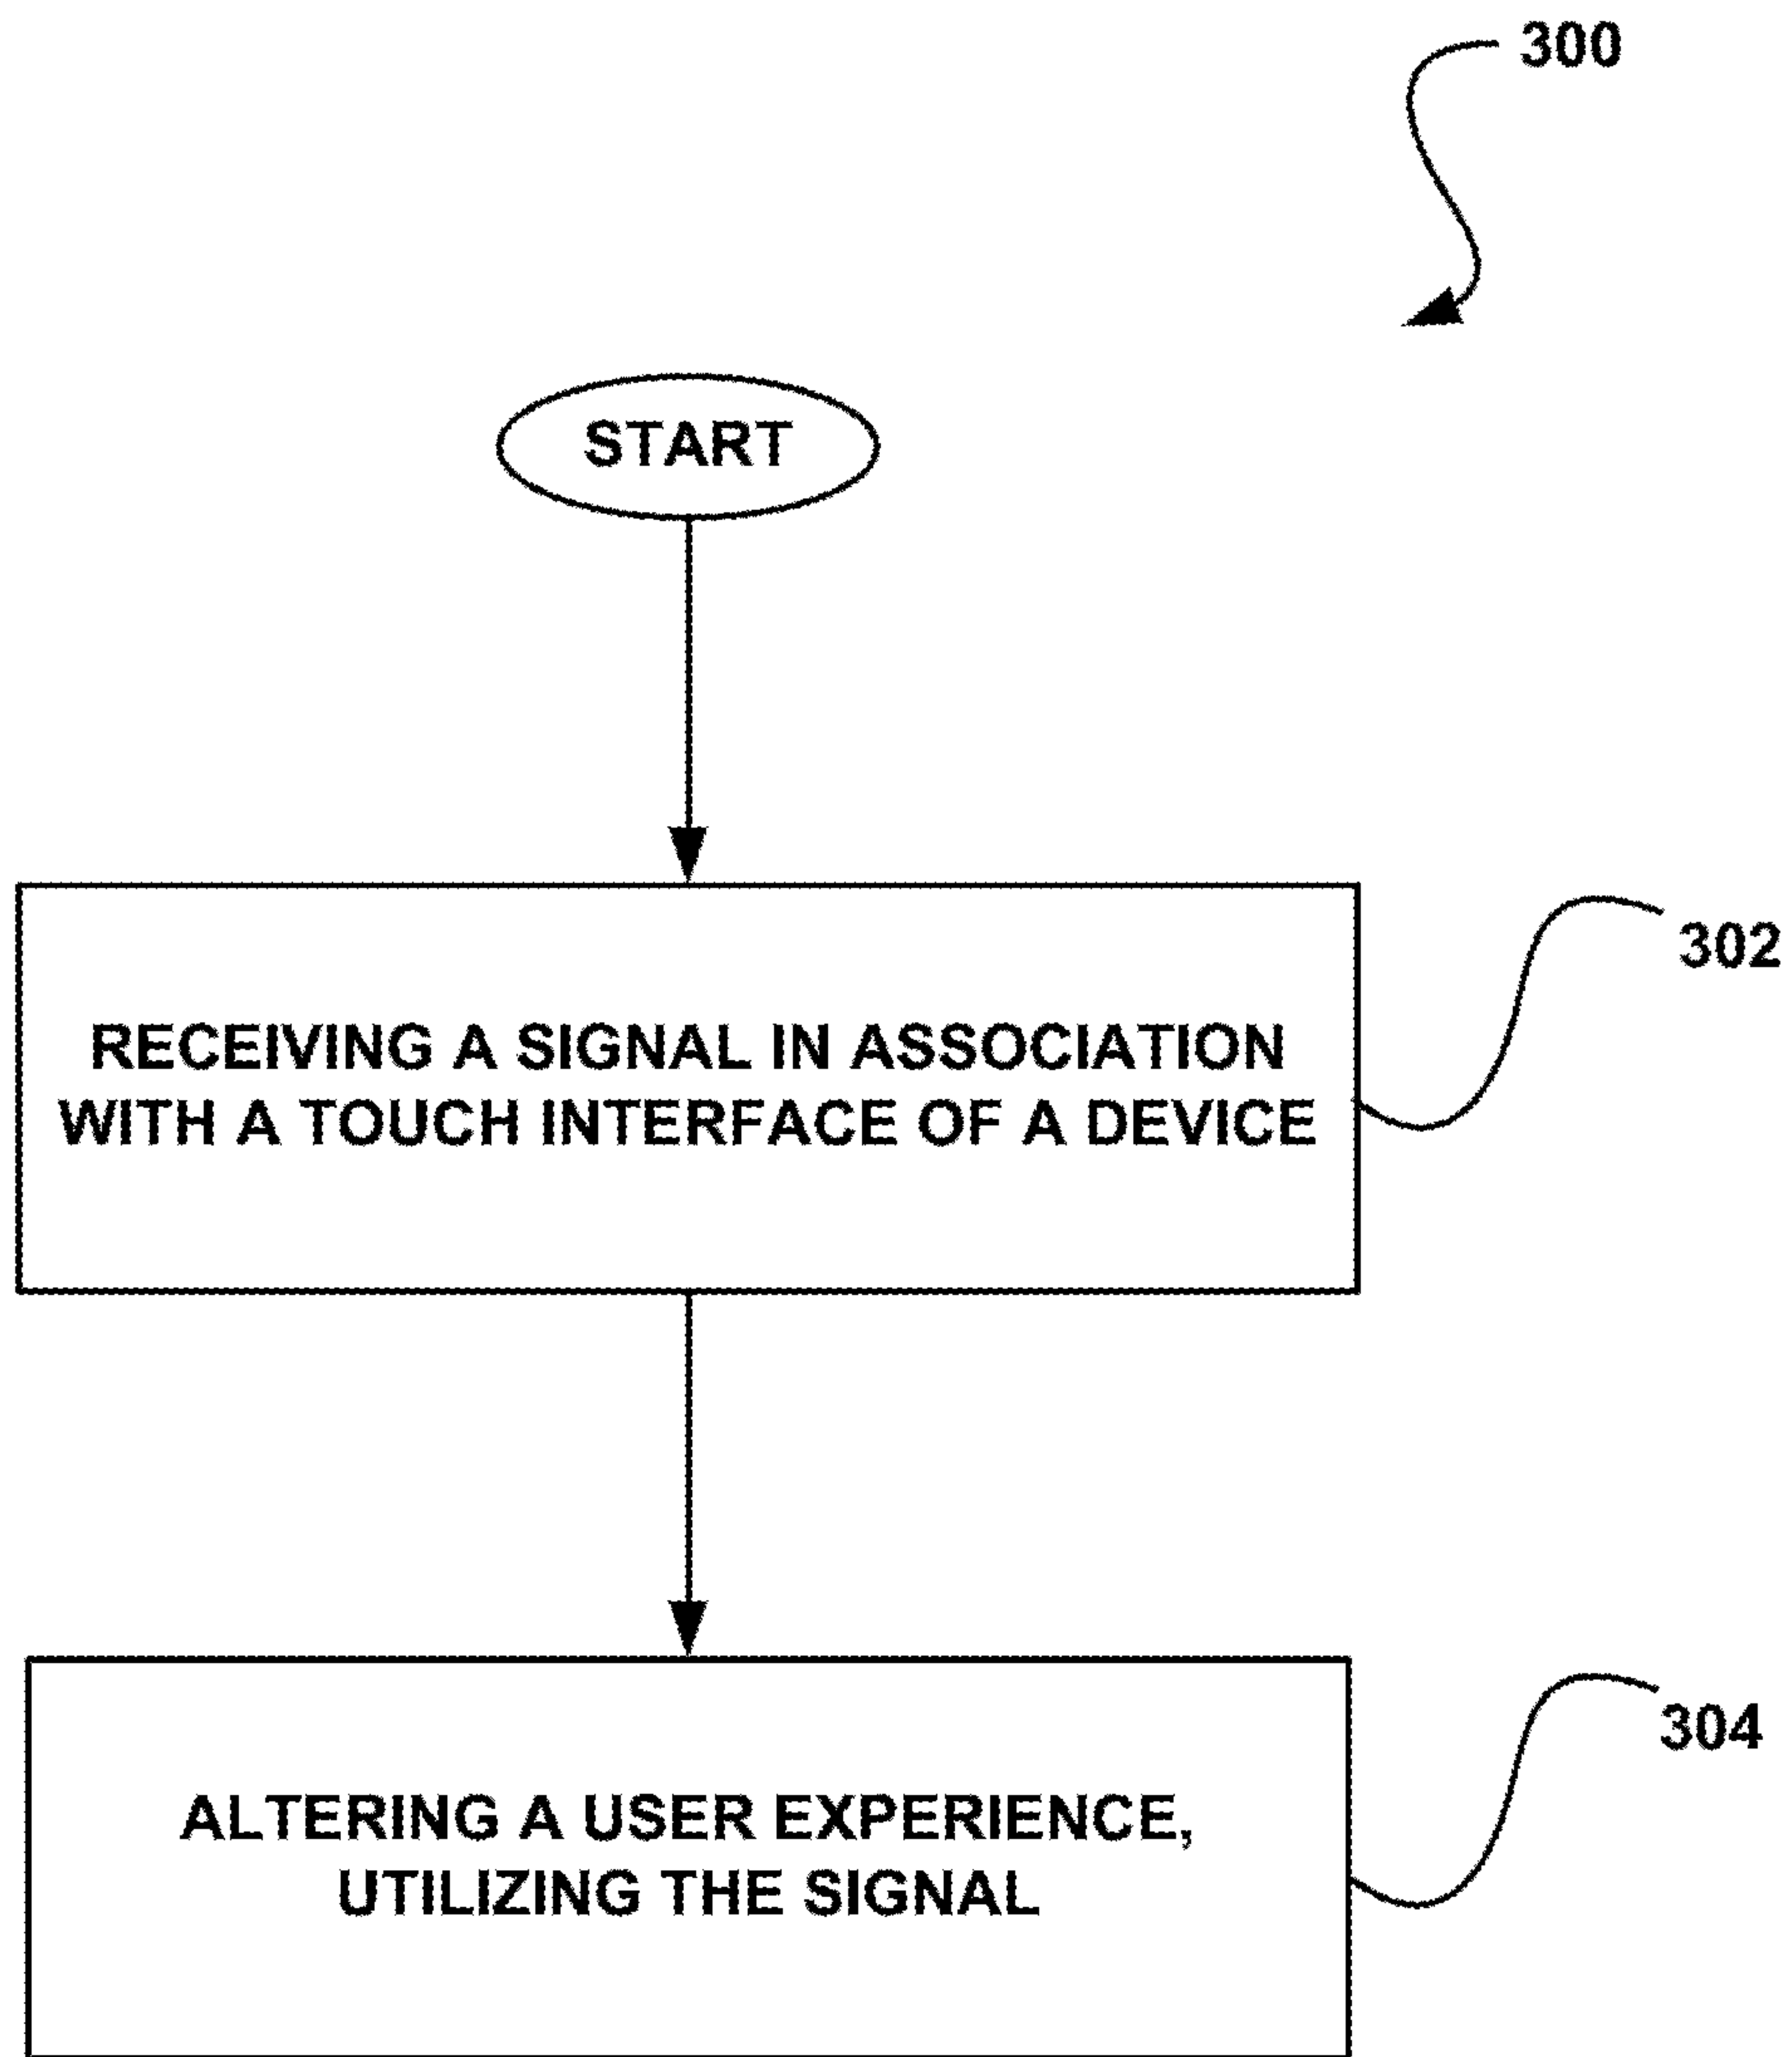 300
START
302
RECEIVING A SIGNAL IN ASSOCIATION
WITH A TOUCH INTERFACE OF A DEVICE
304
ALTERING A USER EXPERIENCE,
UTILIZING THE SIGNAL